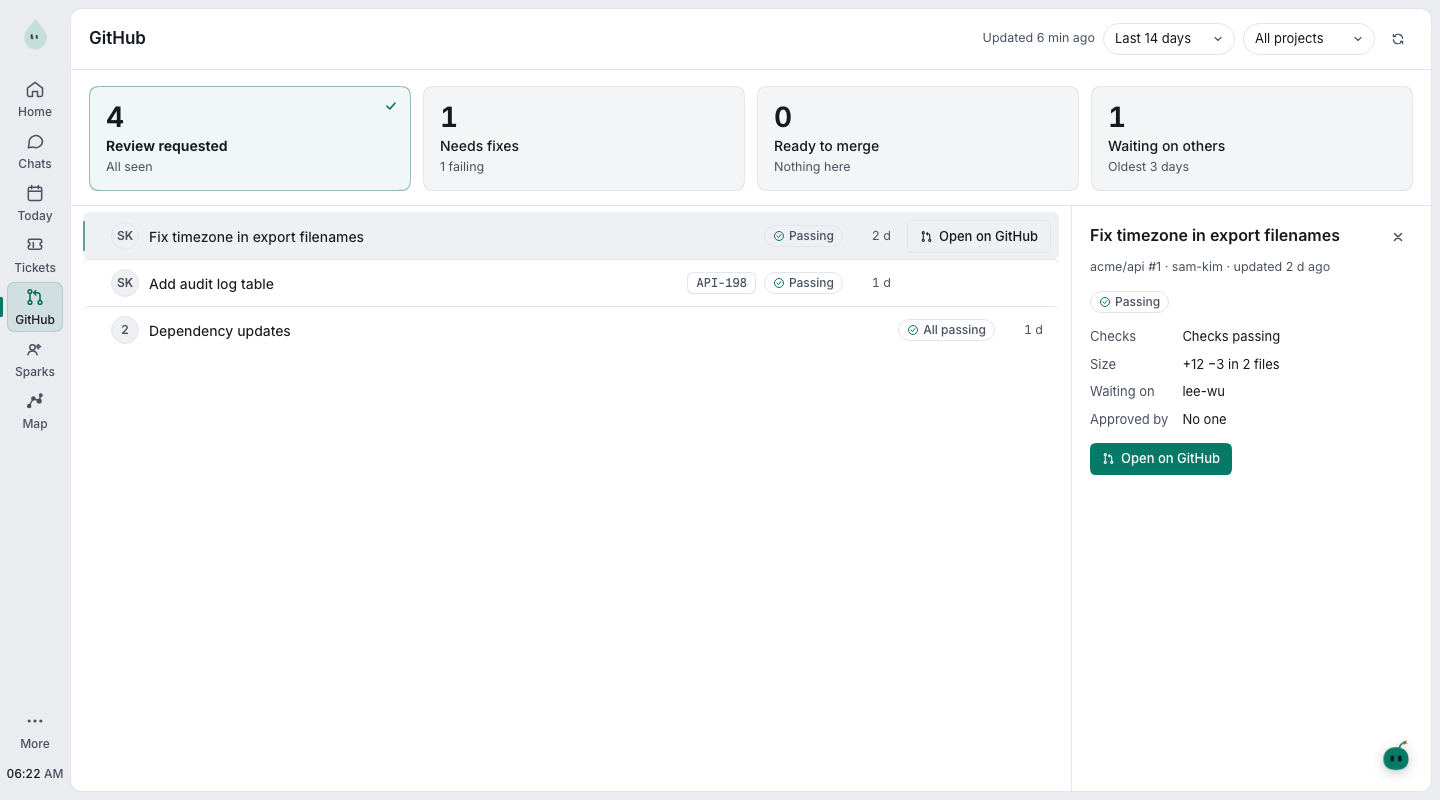 GitHub
Updated 6 min ago
Last 14 days
All projects
Home
Chats
Today
Tickets
GitHub
Sparks
Map
More
06:22 AM
4
Review requested
All seen
1
Needs fixes
1 failing
0
Ready to merge
Nothing here
1
Waiting on others
Oldest 3 days
SK Fix timezone in export filenames Passing 2 d Open on GitHub
SK Add audit log table API-198 Passing 1 d
2 Dependency updates All passing 1 d
Fix timezone in export filenames
acme/api #1 · sam-kim · updated 2 d ago
Passing
Checks Checks passing
Size +12 −3 in 2 files
Waiting on lee-wu
Approved by No one
Open on GitHub